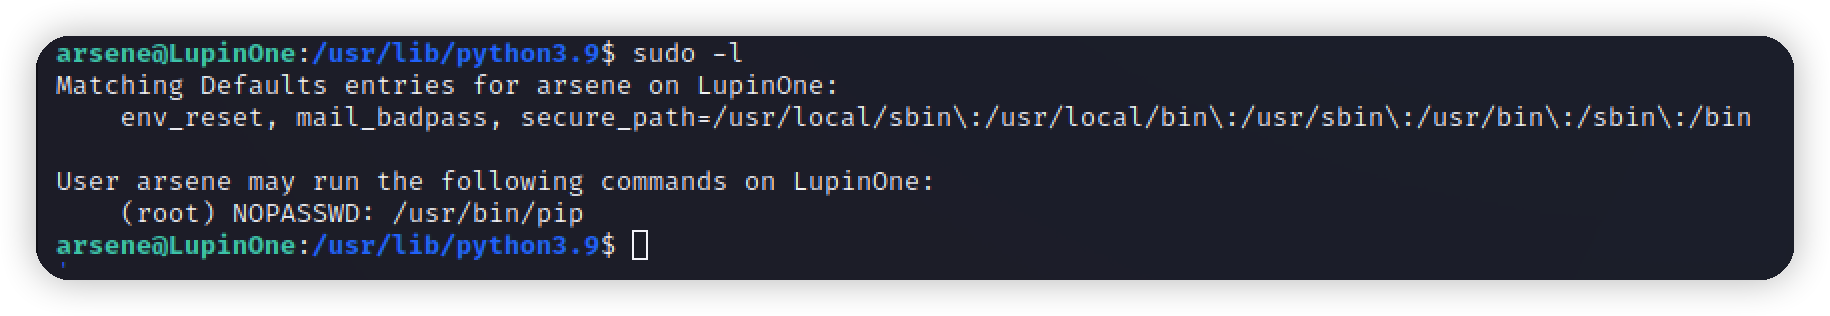 arsene@LupinOne:/usr/lib/python3.9$ sudo -l
Matching Defaults entries for arsene on LupinOne:
    env_reset, mail_badpass, secure_path=/usr/local/sbin\:/usr/local/bin\:/usr/sbin\:/usr/bin\:/sbin\:/bin

User arsene may run the following commands on LupinOne:
    (root) NOPASSWD: /usr/bin/pip
arsene@LupinOne:/usr/lib/python3.9$